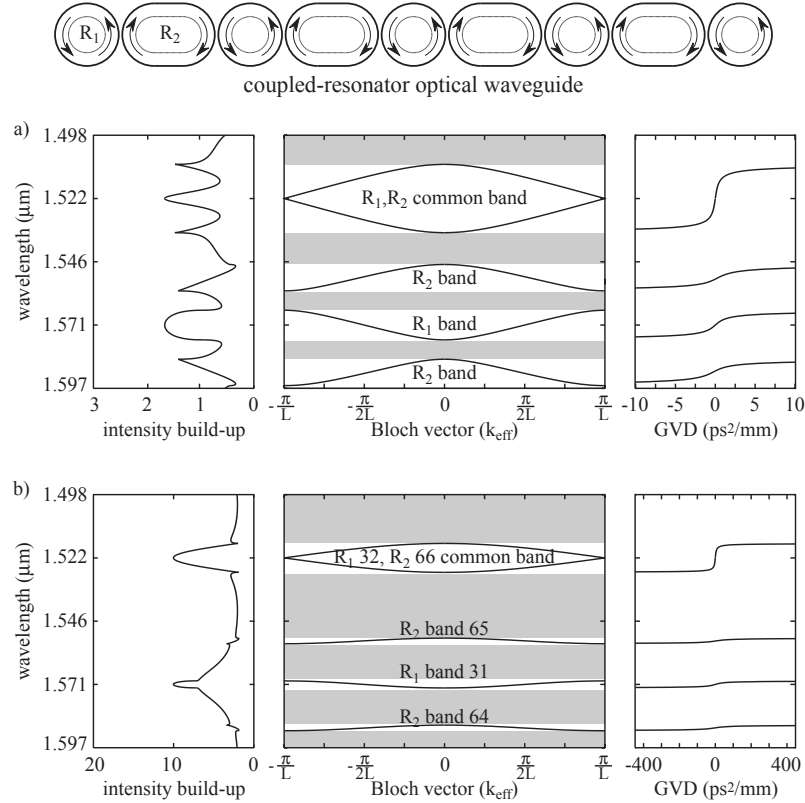 R1 R2
coupled-resonator optical waveguide
a)
1.498
1.522
1.546
1.571
1.597
wavelength (μm)
3 2 1 0
intensity build-up
R1,R2 common band
R2 band
R1 band
R2 band
-π/L -π/2L 0 π/2L π/L
Bloch vector (keff)
-10 -5 0 5 10
GVD (ps²/mm)
b)
1.498
1.522
1.546
1.571
1.597
wavelength (μm)
20 10 0
intensity build-up
R1 32, R2 66 common band
R2 band 65
R1 band 31
R2 band 64
-π/L -π/2L 0 π/2L π/L
Bloch vector (keff)
-400 0 400
GVD (ps²/mm)